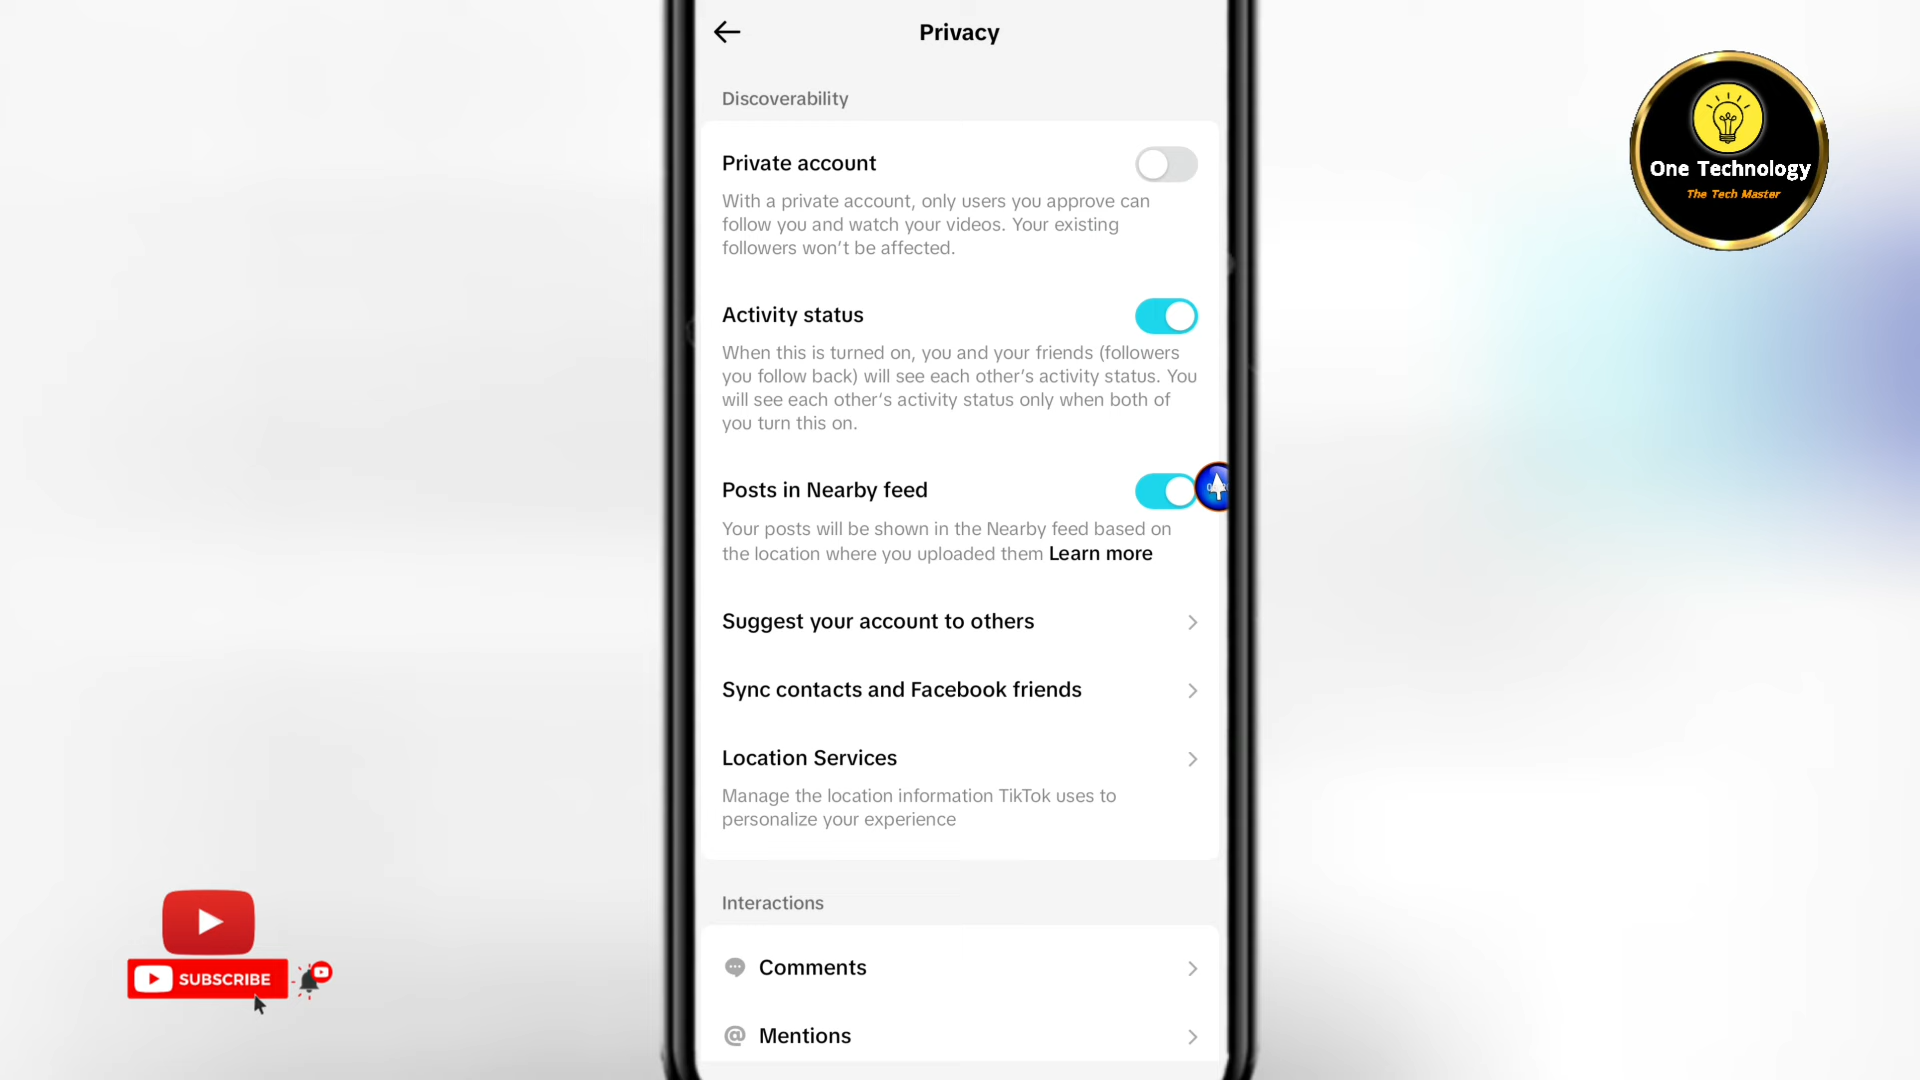 Privacy
Discoverability
Private account
With a private account, only users you approve can
follow you and watch your videos. Your existing
followers won't be affected.
Activity status
When this is turned on, you and your friends (followers
you follow back) will see each other's activity status. You
will see each other's activity status only when both of
you turn this on.
Posts in Nearby feed
Your posts will be shown in the Nearby feed based on
the location where you uploaded them Learn more
Suggest your account to others
Sync contacts and Facebook friends
Location Services
Manage the location information TikTok uses to
personalize your experience
Interactions
Comments
@ Mentions
One Technology
The Tech Master
SUBSCRIBE